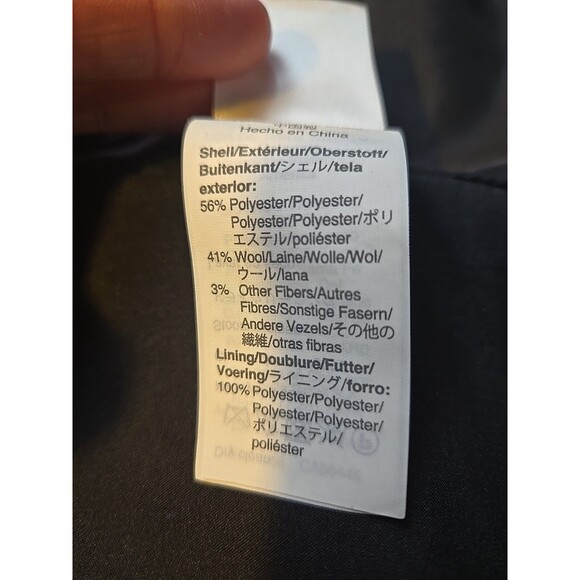 Hecho en China
Shell/Extérieur/Oberstoff/
Buitenkant/シェル/tela
exterior:
56% Polyester/Polyester/
Polyester/Polyester/ポリ
エステル/poliéster
41% Wool/Laine/Wolle/Wol/
ウール/lana
3% Other Fibers/Autres
Fibres/Sonstige Fasern/
Andere Vezels/その他の
繊維/otras fibras
Lining/Doublure/Futter/
Voering/ライニング/forro:
100% Polyester/Polyester/
Polyester/Polyester/
ポリエステル/
poliéster